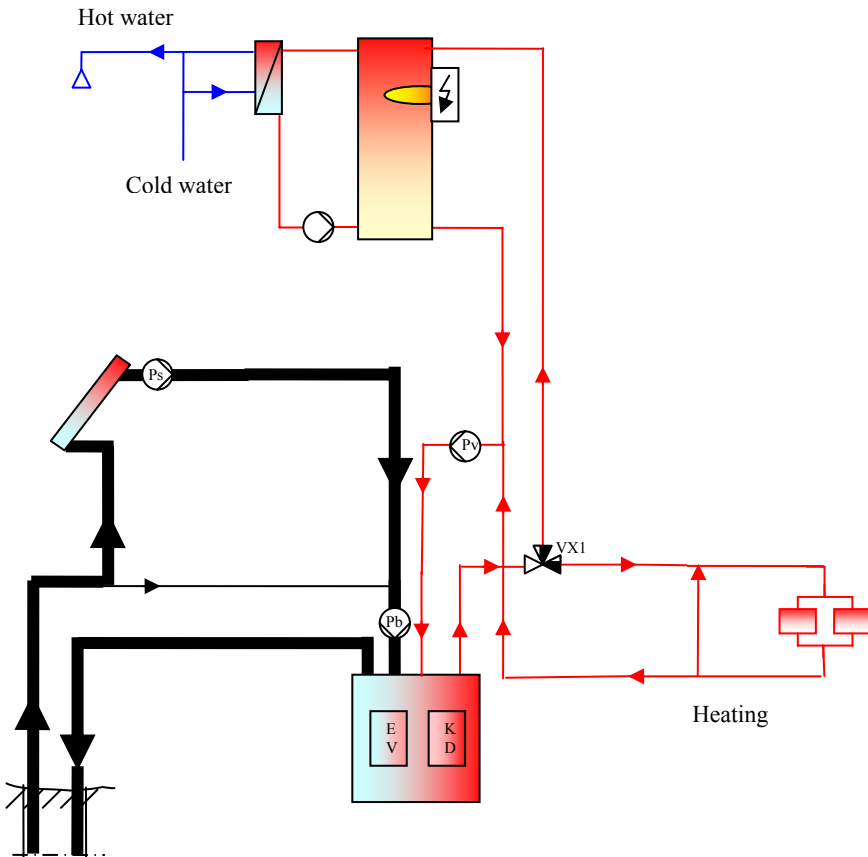 Hot water
Cold water
Ps
Pv
VX1
Pb
E
V
K
D
Heating